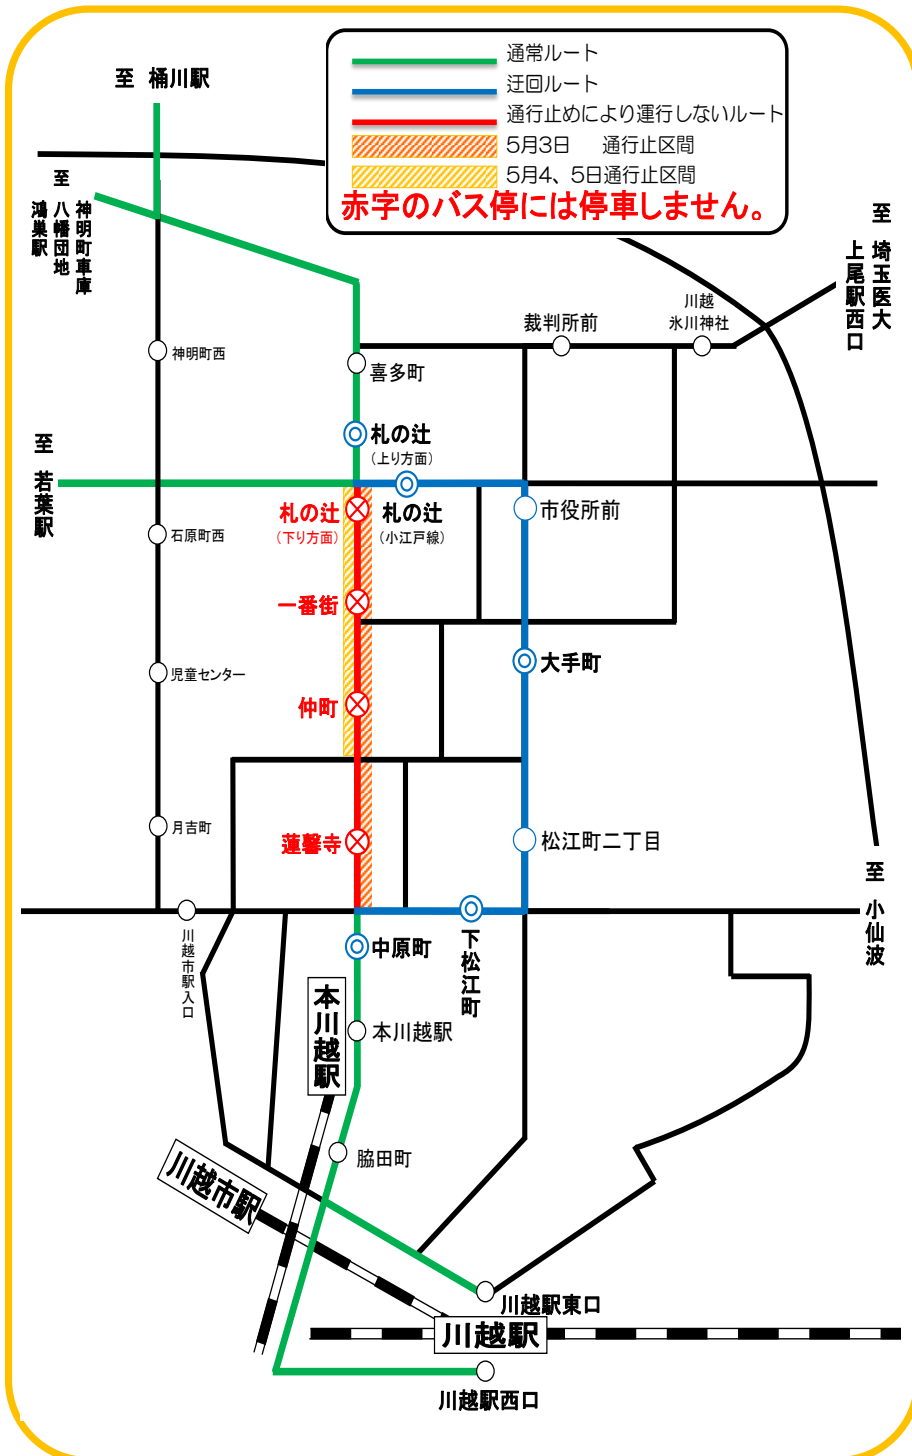 通常ルート
迂回ルート
通行止めにより運行しないルート
5月3日 通行止区間
5月4、5日通行止区間
赤字のバス停には停車しません。
至 桶川駅
至 神明町車庫
八幡団地
鴻巣駅
至 埼玉医大
上尾駅西口
川越
氷川神社
裁判所前
神明町西
喜多町
札の辻
(上り方面)
至 若葉駅
札の辻
(下り方面)
札の辻
(小江戸線)
市役所前
石原町西
一番街
大手町
児童センター
仲町
月吉町
蓮馨寺
松江町二丁目
至 小仙波
川越市駅入口
中原町
下松江町
本川越駅
本川越駅
脇田町
川越市駅
川越駅東口
川越駅
川越駅西口